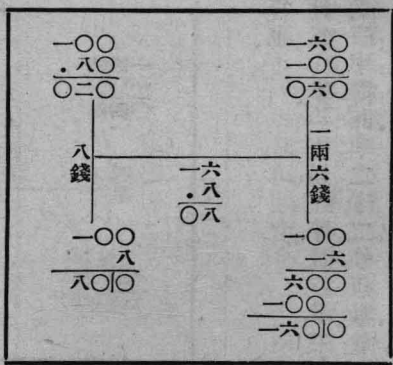 一六〇
一〇〇
〇六〇
一兩六錢
一〇〇
一六
六〇〇
一〇〇
一六〇|〇
一六
.八
〇八
一〇〇
.八〇
〇二〇
八錢
一〇〇
八
八〇|〇